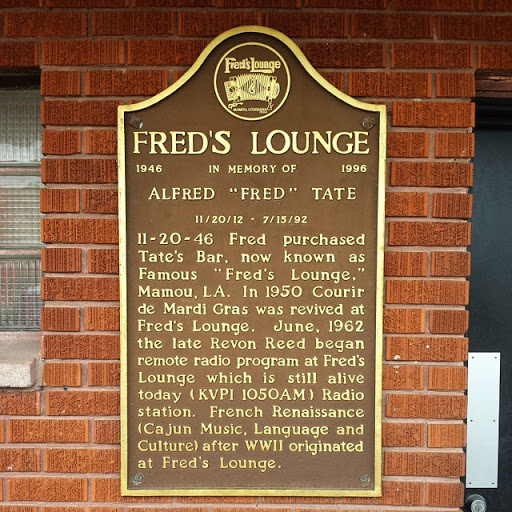 Fred's Lounge
MAMOU, LOUISIANA
FRED'S LOUNGE
1946 IN MEMORY OF 1996
ALFRED "FRED" TATE
11/20/12 - 7/15/92
11-20-46 Fred purchased
Tate's Bar, now known as
Famous "Fred's Lounge,"
Mamou, LA. In 1950 Courir
de Mardi Gras was revived at
Fred's Lounge. June, 1962
the late Revon Reed began
remote radio program at Fred's
Lounge which is still alive
today (KVPI 1050AM) Radio
station. French Renaissance
(Cajun Music, Language and
Culture) after WWII originated
at Fred's Lounge.